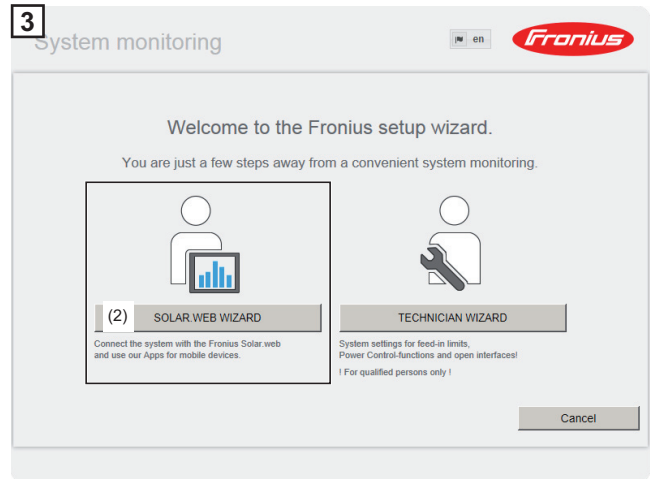 3
System monitoring
en
Fronius
Welcome to the Fronius setup wizard.
You are just a few steps away from a convenient system monitoring.
(2) SOLAR.WEB WIZARD
Connect the system with the Fronius Solar.web
and use our Apps for mobile devices.
TECHNICIAN WIZARD
System settings for feed-in limits,
Power Control-functions and open interfaces!
! For qualified persons only !
Cancel